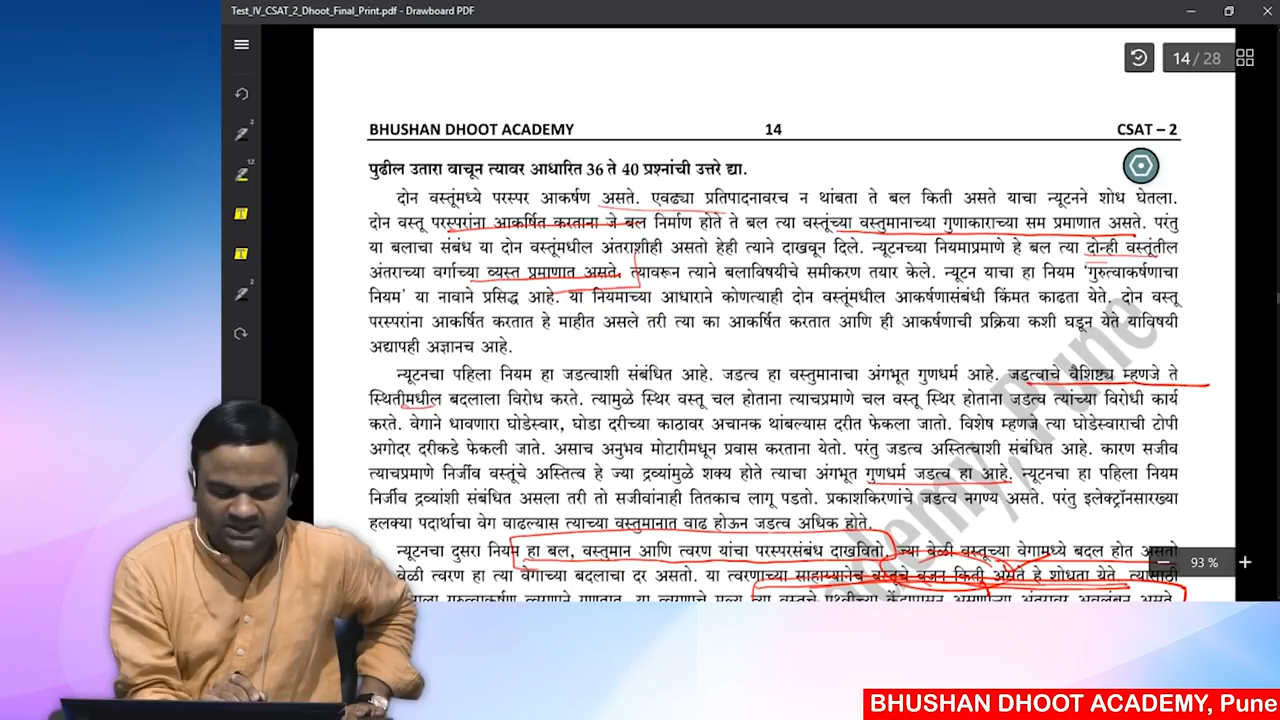 Test_IV_CSAT_2_Dhoot_Final_Print.pdf - Drawboard PDF
14 / 28
BHUSHAN DHOOT ACADEMY 14 CSAT – 2
पुढील उतारा वाचून त्यावर आधारित 36 ते 40 प्रश्नांची उत्तरे द्या.
दोन वस्तूंमध्ये परस्पर आकर्षण असते. एवढ्या प्रतिपादनावरच न थांबता ते बल किती असते याचा न्यूटनने शोध घेतला.
दोन वस्तू परस्परांना आकर्षित करताना जे बल निर्माण होते ते बल त्या वस्तूंच्या वस्तुमानाच्या गुणाकाराच्या सम प्रमाणात असते. परंतु
या बलाचा संबंध या दोन वस्तूंमधील अंतराशीही असतो हेही त्याने दाखवून दिले. न्यूटनच्या नियमाप्रमाणे हे बल त्या दोन्ही वस्तूंतील
अंतराच्या वर्गाच्या व्यस्त प्रमाणात असते. त्यावरून त्याने बलाविषयीचे समीकरण तयार केले. न्यूटन याचा हा नियम ‘गुरुत्वाकर्षणाचा
नियम’ या नावाने प्रसिद्ध आहे. या नियमाच्या आधाराने कोणत्याही दोन वस्तूंमधील आकर्षणासंबंधी किंमत काढता येते. दोन वस्तू
परस्परांना आकर्षित करतात हे माहीत असले तरी त्या का आकर्षित करतात आणि ही आकर्षणाची प्रक्रिया कशी घडून येते याविषयी
अद्यापही अज्ञानच आहे.
न्यूटनचा पहिला नियम हा जडत्वाशी संबंधित आहे. जडत्व हा वस्तुमानाचा अंगभूत गुणधर्म आहे. जडत्वाचे वैशिष्ट्य म्हणजे ते
स्थितीमधील बदलाला विरोध करते. त्यामुळे स्थिर वस्तू चल होताना त्याचप्रमाणे चल वस्तू स्थिर होताना जडत्व त्यांच्या विरोधी कार्य
करते. वेगाने धावणारा घोडेस्वार, घोडा दरीच्या काठावर अचानक थांबल्यास दरीत फेकला जातो. विशेष म्हणजे त्या घोडेस्वाराची टोपी
अगोदर दरीकडे फेकली जाते. असाच अनुभव मोटारीमधून प्रवास करताना येतो. परंतु जडत्व अस्तित्वाशी संबंधित आहे. कारण सजीव
त्याचप्रमाणे निर्जीव वस्तूंचे अस्तित्व हे ज्या द्रव्यांमुळे शक्य होते त्याचा अंगभूत गुणधर्म जडत्व हा आहे. न्यूटनचा हा पहिला नियम
निर्जीव द्रव्यांशी संबंधित असला तरी तो सजीवांनाही तितकाच लागू पडतो. प्रकाशकिरणांचे जडत्व नगण्य असते. परंतु इलेक्ट्रॉनसारख्या
हलक्या पदार्थाचा वेग वाढल्यास त्याच्या वस्तुमानात वाढ होऊन जडत्व अधिक होते.
न्यूटनचा दुसरा नियम हा बल, वस्तुमान आणि त्वरण यांचा परस्परसंबंध दाखवितो. ज्या वेळी वस्तूच्या वेगामध्ये बदल होत असतो
वेळी त्वरण हा त्या वेगाच्या बदलाचा दर असतो. या त्वरणाच्या साहाय्यानेच वस्तूचे वजन किती असते हे शोधता येते. त्यासाठी
गुरुत्वाकर्षण त्वरणाने गुणतात. या त्वरणाचे मूल्य त्या वस्तूचे पृथ्वीच्या केंद्रापासून असणाऱ्या अंतरावर अवलंबून असते.
93 %
BHUSHAN DHOOT ACADEMY, Pune